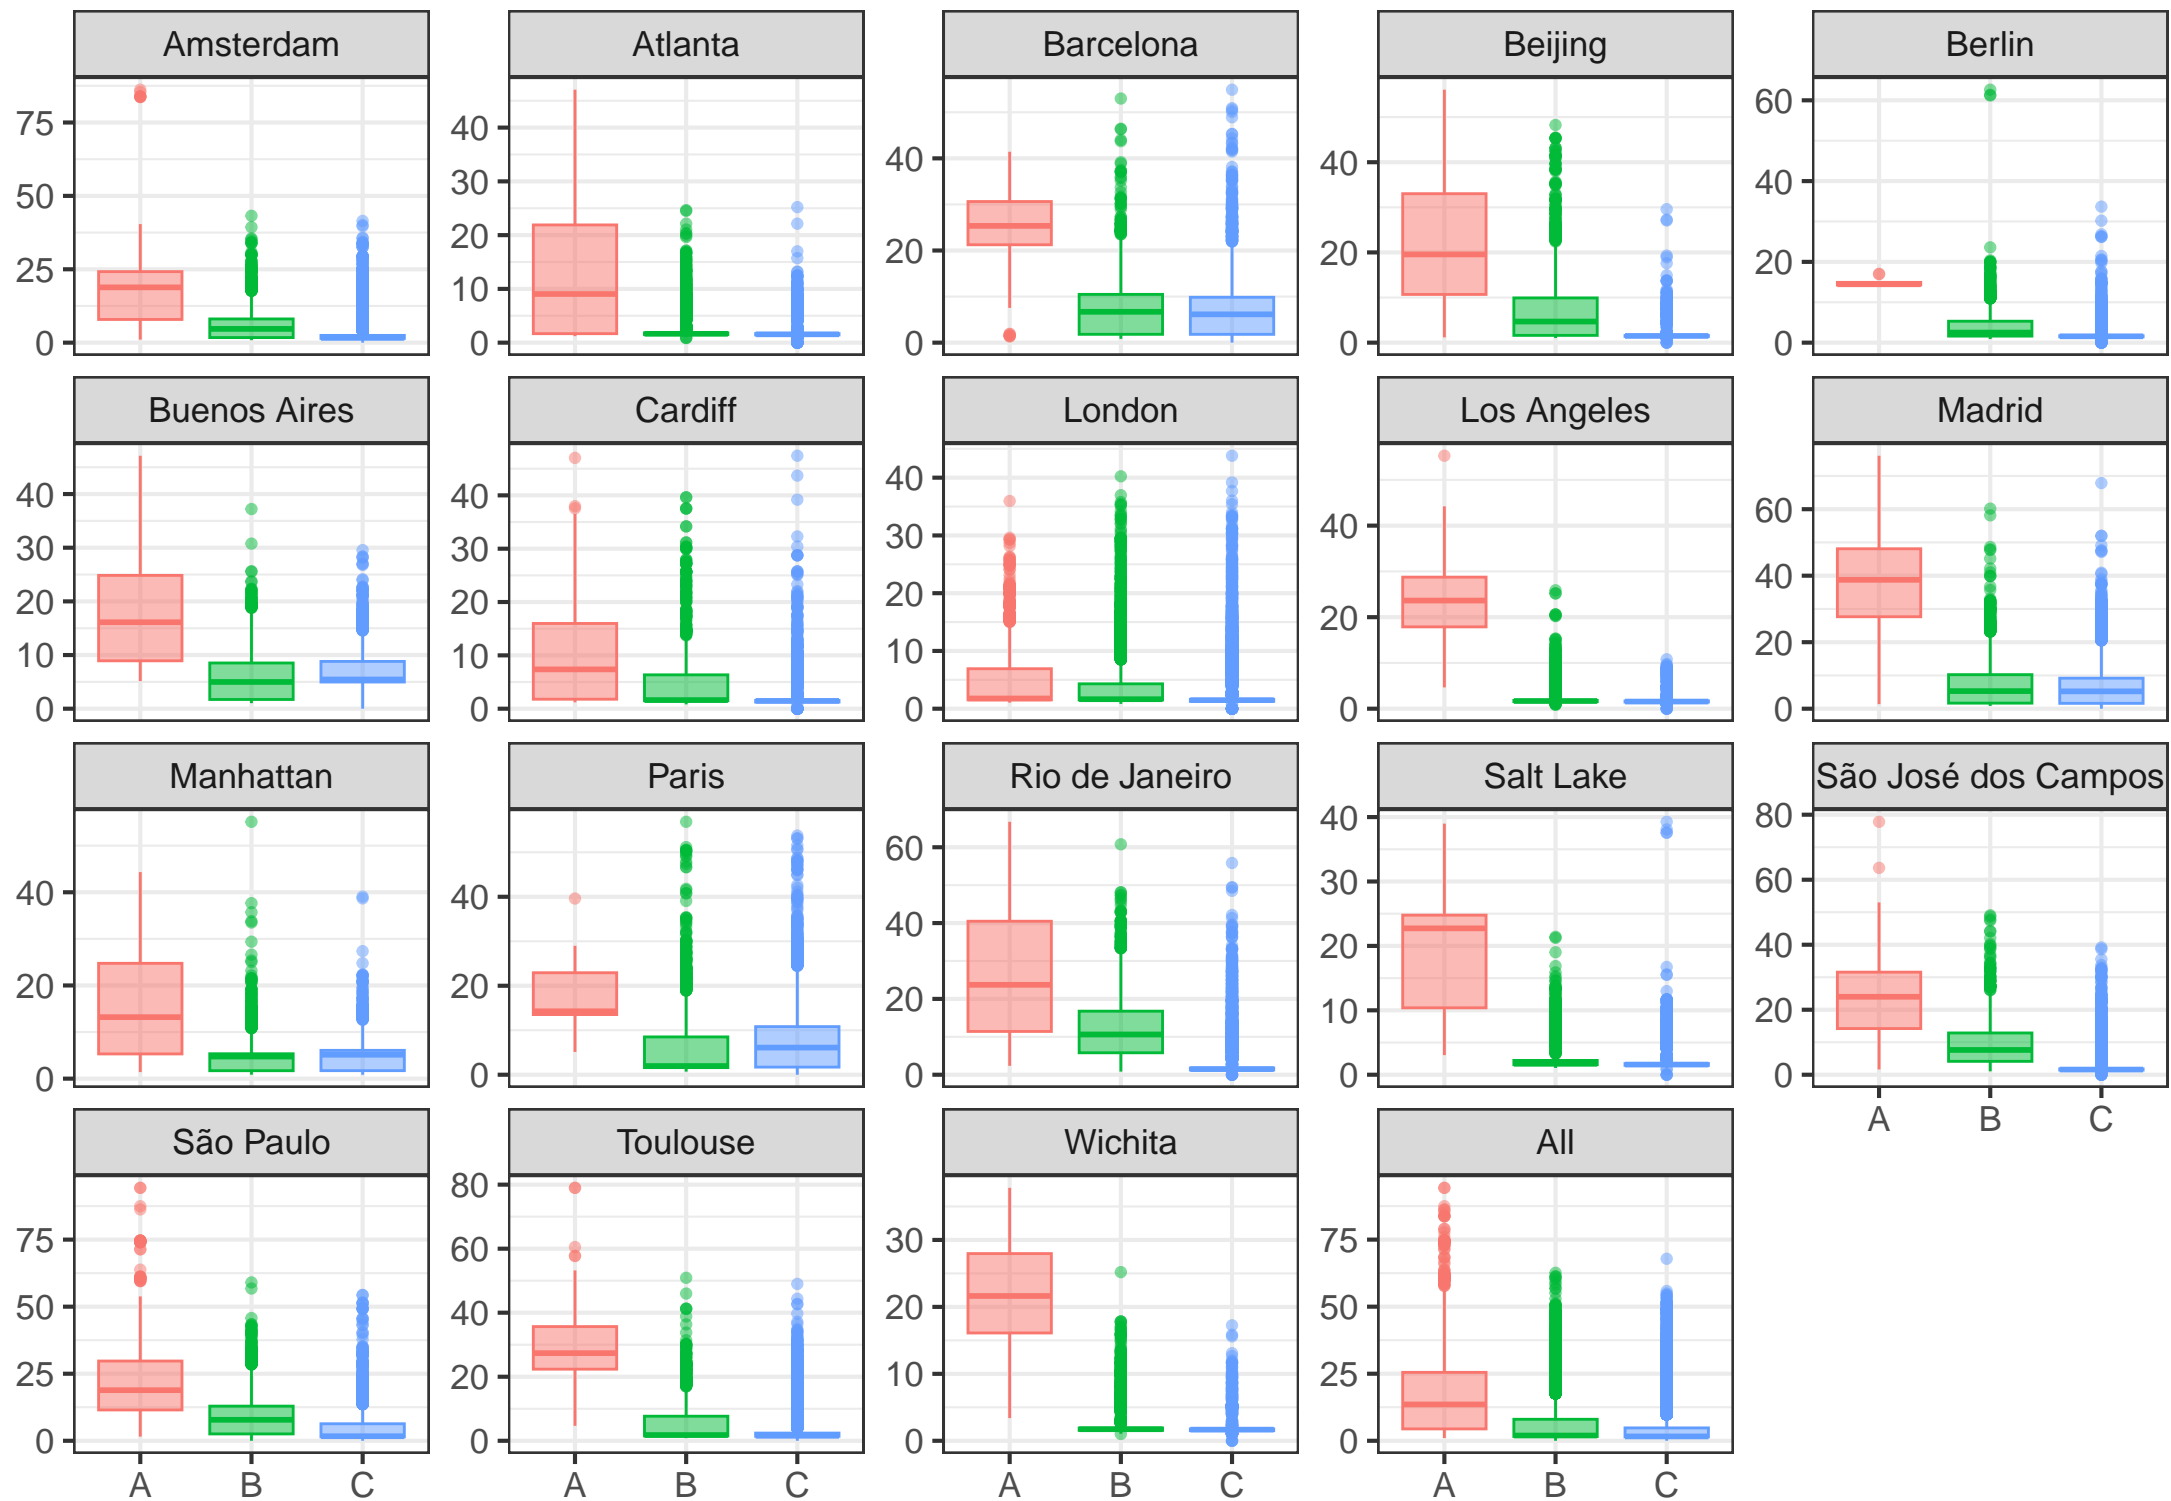 Amsterdam Atlanta Barcelona Beijing Berlin
75 50 25 0
40 30 20 10 0
40 20 0
40 20 0
60 40 20 0
Buenos Aires Cardiff London Los Angeles Madrid
40 30 20 10 0
40 30 20 10 0
40 30 20 10 0
40 20 0
60 40 20 0
Manhattan Paris Rio de Janeiro Salt Lake São José dos Campos
40 20 0
40 20 0
60 40 20 0
40 30 20 10 0
80 60 40 20 0
A B C
São Paulo Toulouse Wichita All
75 50 25 0
80 60 40 20 0
30 20 10 0
75 50 25 0
A B C A B C A B C A B C